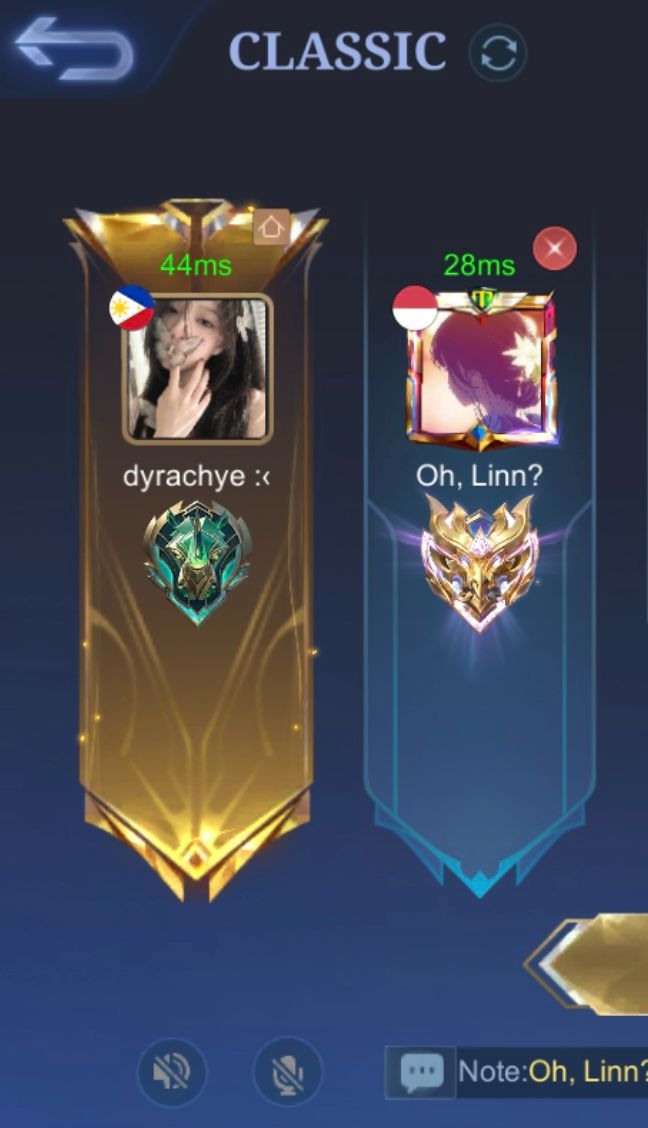 CLASSIC
44ms
28ms
dyrachye :‹
Oh, Linn?
Note:Oh, Linn?